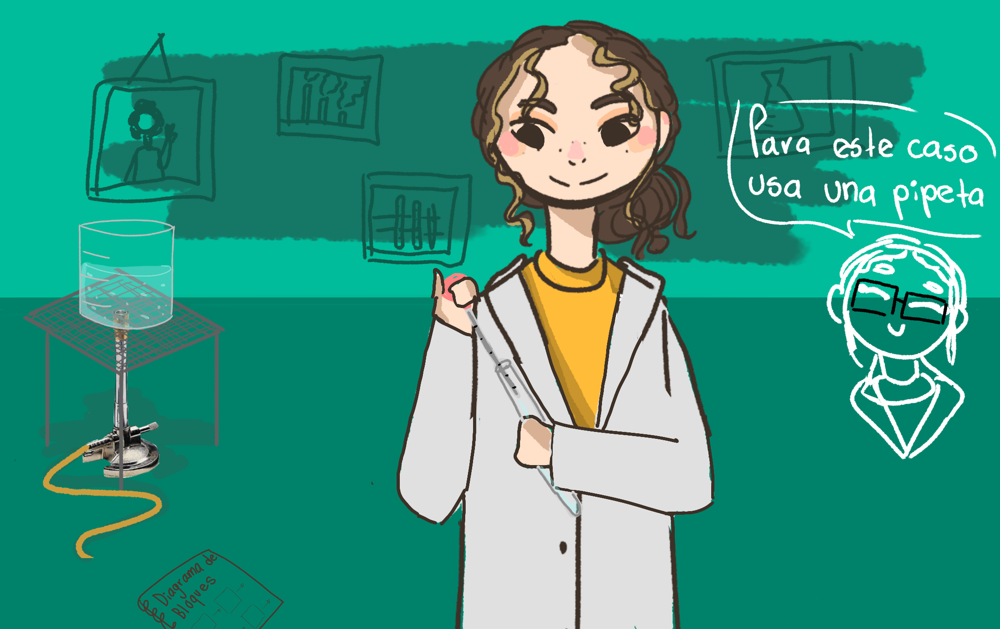 Para este caso
usa una pipeta
Diagrama de
Bloques